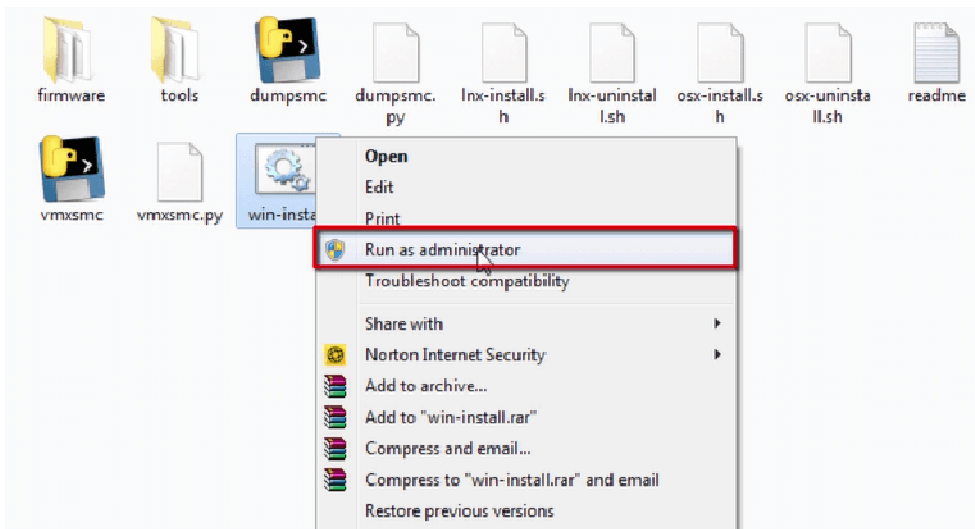 firmware
tools
dumpsmc
dumpsmc.
py
lnx-install.s
h
lnx-uninstal
l.sh
osx-install.s
h
osx-uninsta
ll.sh
readme
vmxsmc
vmxsmc.py
win-insta
Open
Edit
Print
Run as administrator
Troubleshoot compatibility
Share with
Norton Internet Security
Add to archive...
Add to "win-install.rar"
Compress and email...
Compress to "win-install.rar" and email
Restore previous versions